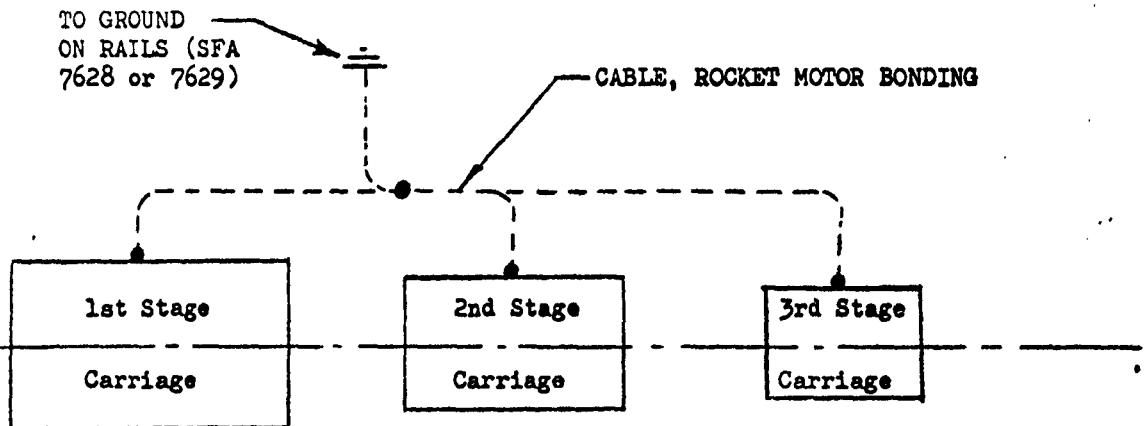 TO GROUND
ON RAILS (SFA
7628 or 7629)
CABLE, ROCKET MOTOR BONDING
1st Stage
Carriage
2nd Stage
Carriage
3rd Stage
Carriage